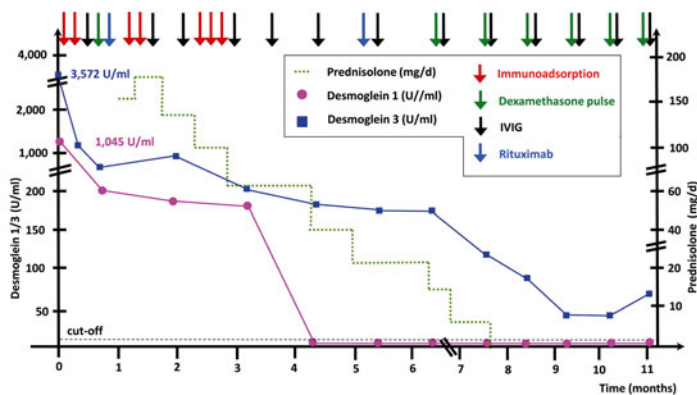 4,000
3,572 U/ml
2,000
1,045 U/ml
1,000
200
150
100
50
cut-off
Desmoglein 1/3 (U/ml)
Prednisolone (mg/d)
Desmoglein 1 (U//ml)
Desmoglein 3 (U/ml)
Immunoadsorption
Dexamethasone pulse
IVIG
Rituximab
200
150
100
60
40
20
10
0
Prednisolone (mg/d)
0 1 2 3 4 5 6 7 8 9 10 11
Time (months)